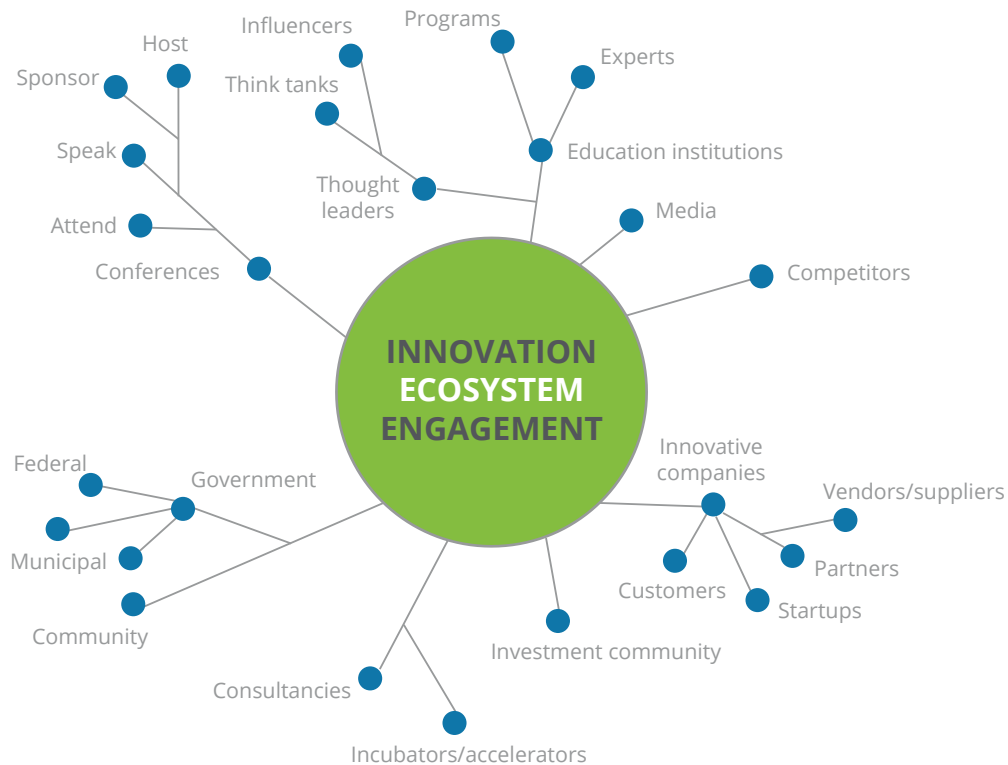 Programs
Influencers
Host
Experts
Sponsor
Think tanks
Speak
Education institutions
Thought
leaders
Media
Attend
Conferences
Competitors
INNOVATION
ECOSYSTEM
ENGAGEMENT
Innovative
companies
Federal
Government
Vendors/suppliers
Municipal
Partners
Customers
Startups
Community
Investment community
Consultancies
Incubators/accelerators